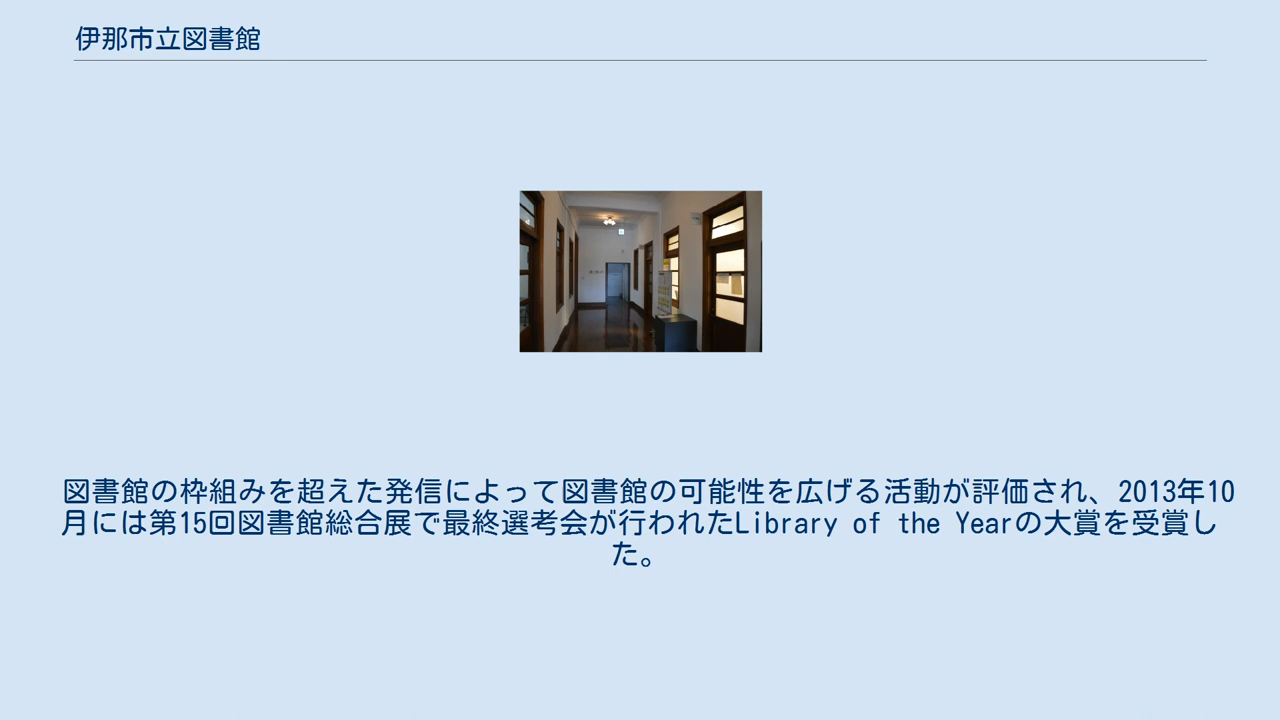 伊那市立図書館
図書館の枠組みを超えた発信によって図書館の可能性を広げる活動が評価され、2013年10
月には第15回図書館総合展で最終選考会が行われたLibrary of the Yearの大賞を受賞し
た。